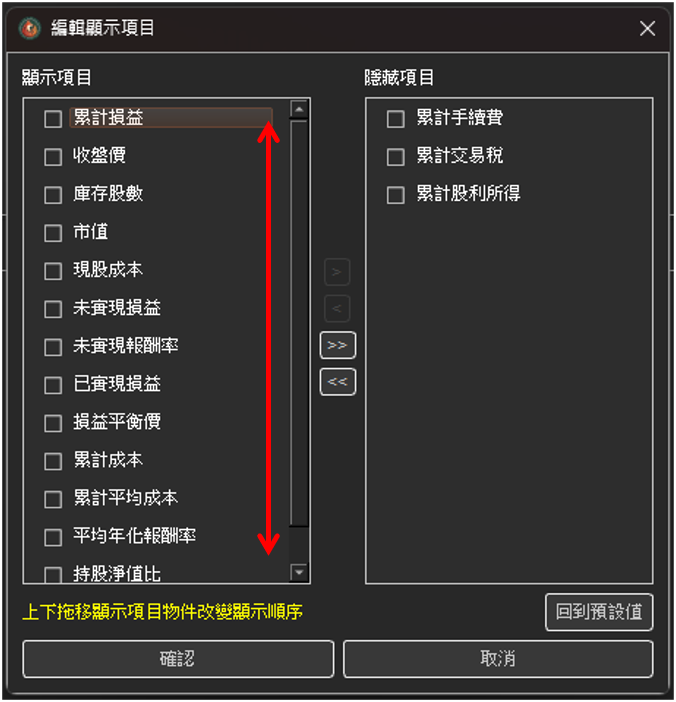 編輯顯示項目
顯示項目
累計損益
收盤價
庫存股數
市值
現股成本
未實現損益
未實現報酬率
已實現損益
損益平衡價
累計成本
累計平均成本
平均年化報酬率
持股淨值比
>
<
>>
<<
隱藏項目
累計手續費
累計交易稅
累計股利所得
上下拖移顯示項目物件改變顯示順序
回到預設值
確認
取消